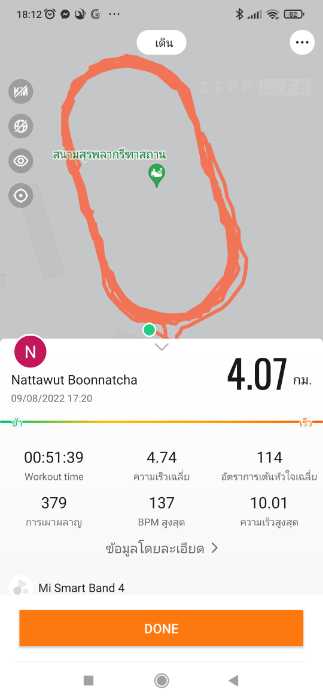 18:12
82
เดิน
สนามสุรพลากรีฑาสถาน
N
Nattawut Boonnatcha
4.07 กม.
09/08/2022 17:20
ช้า
เร็ว
00:51:39 4.74 114
Workout time ความเร็วเฉลี่ย อัตราการเต้นหัวใจเฉลี่ย
379 137 10.01
การเผาผลาญ BPM สูงสุด ความเร็วสูงสุด
ข้อมูลโดยละเอียด
Mi Smart Band 4
DONE